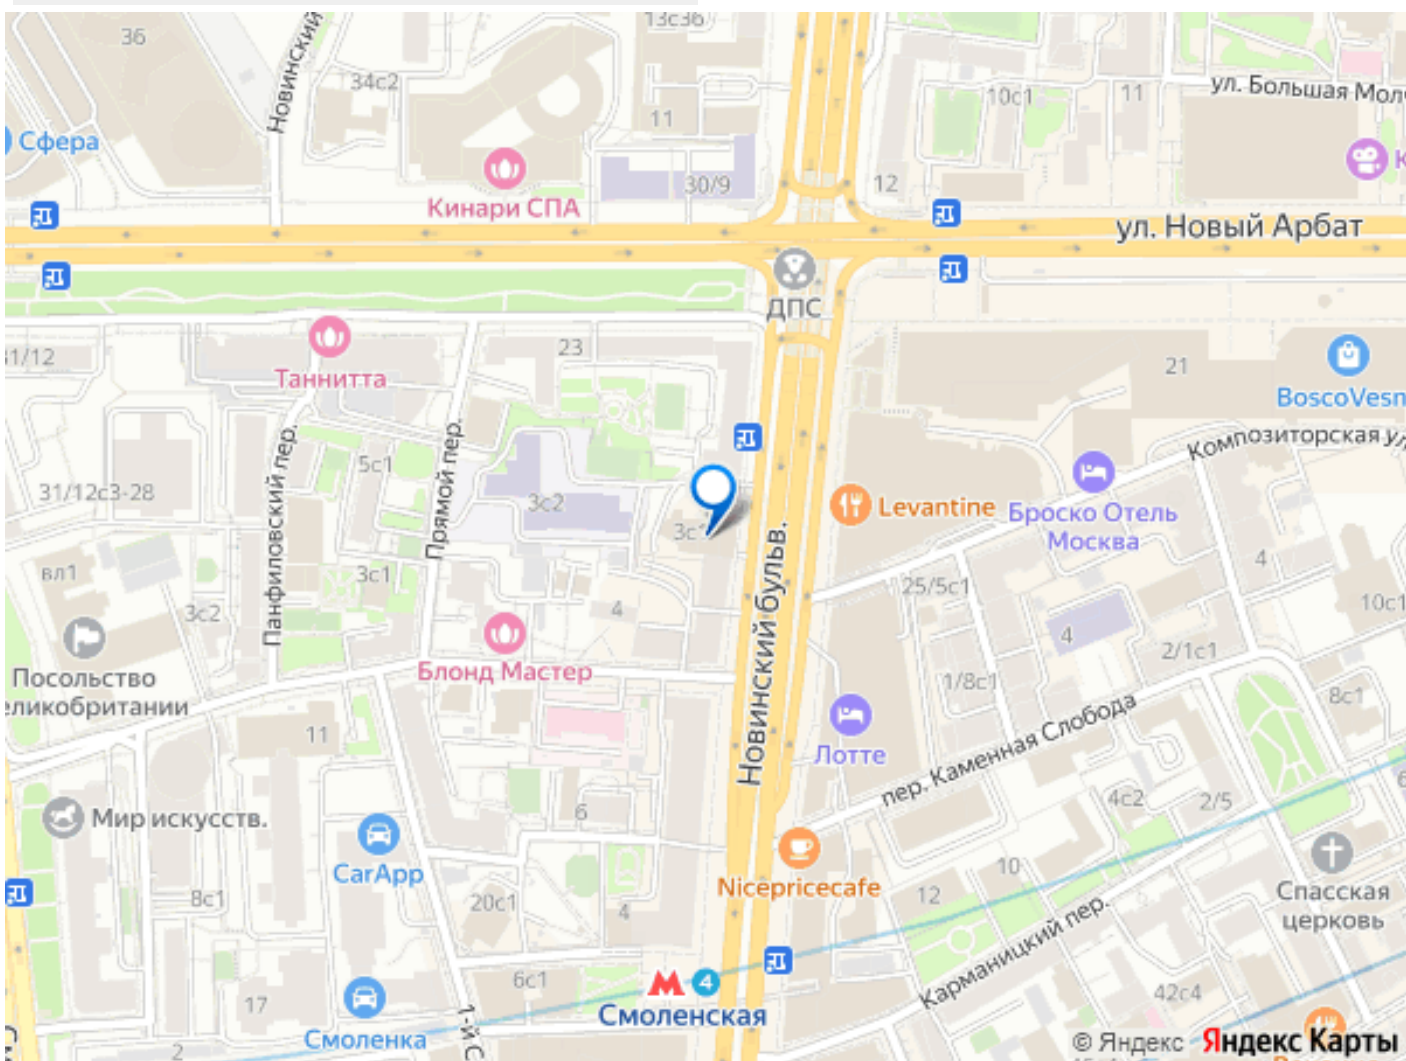 36
Новинский
34с2
13с36
11
10с1
11
ул. Большая Молч
Сфера
Кинари СПА
30/9
12
К
ул. Новый Арбат
ДПС
31/12
Таннитта
23
21
BoscoVesn
Композиторская ул
Панфиловский пер.
5с1
Прямой пер.
31/12с3-28
3с2
3с1
Levantine
Броско Отель
Москва
вл1
3с2
3с1
4
Новинский бульв.
25/5с1
4
4
10с1
Посольство
еликобритании
Блонд Мастер
1/8с1
2/1с1
8с1
11
Лотте
пер. Каменная Слобода
Мир искусств.
6
4с2
2/5
6
CarApp
Nicepricecafe
10
12
Спасская
церковь
8с1
20с1
4
Карманицкий пер.
6с1
4
Смоленская
42с4
17
Смоленка
1-й С
2
© Яндекс Яндекс Карты